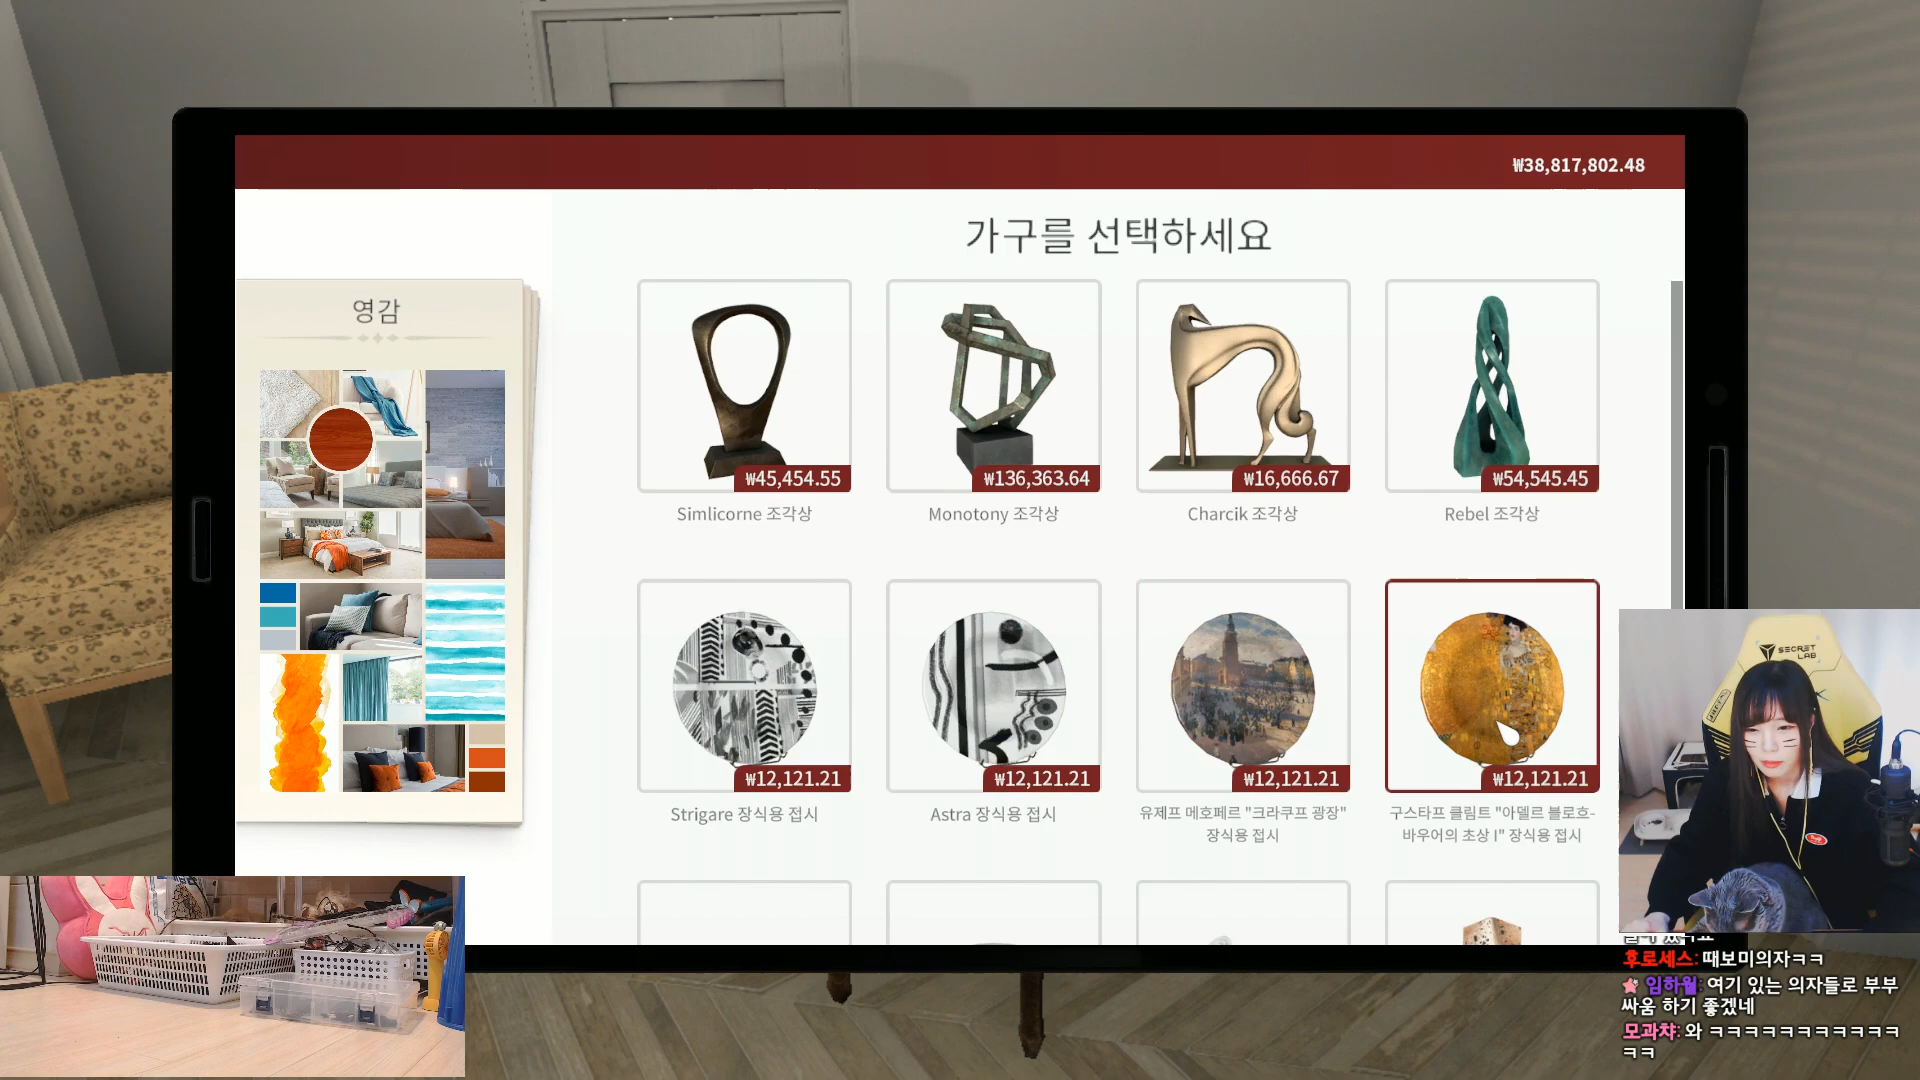 ₩38,817,802.48
가구를 선택하세요
영감
₩45,454.55
₩136,363.64
₩16,666.67
₩54,545.45
Simlicorne 조각상
Monotony 조각상
Charcik 조각상
Rebel 조각상
₩12,121.21
₩12,121.21
₩12,121.21
₩12,121.21
Strigare 장식용 접시
Astra 장식용 접시
유제프 메호페르 "크라쿠프 광장"
장식용 접시
구스타프 클림트 "아델르 블로흐-
바우어의 초상 I" 장식용 접시
SECRET
LAB
후로세스: 때보미의자ㅋㅋ
임하월: 여기 있는 의자들로 부부
싸움 하기 좋겠네
모과챠: 와 ㅋㅋㅋㅋㅋㅋㅋㅋㅋㅋㅋ
ㅋㅋ